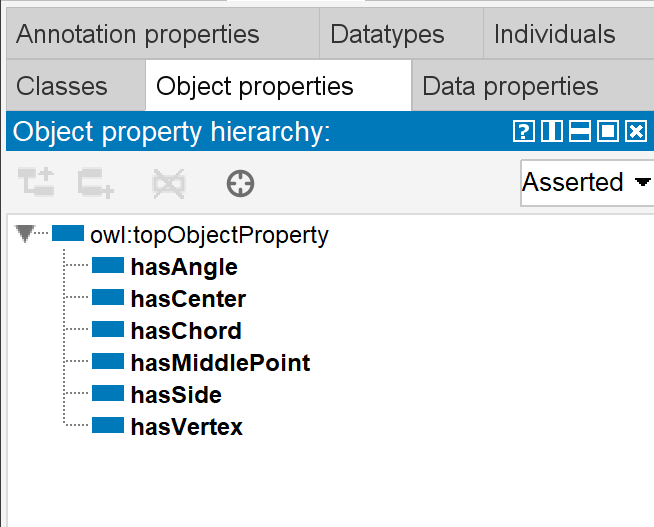 Annotation properties Datatypes Individuals
Classes Object properties Data properties
Object property hierarchy: ?
Asserted
owl:topObjectProperty
hasAngle
hasCenter
hasChord
hasMiddlePoint
hasSide
hasVertex